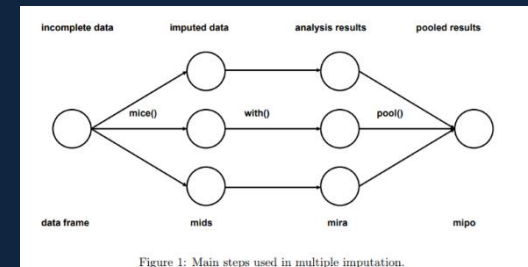 incomplete data imputed data analysis results pooled results
mice() with() pool()
data frame mids mira mipo
Figure 1: Main steps used in multiple imputation.